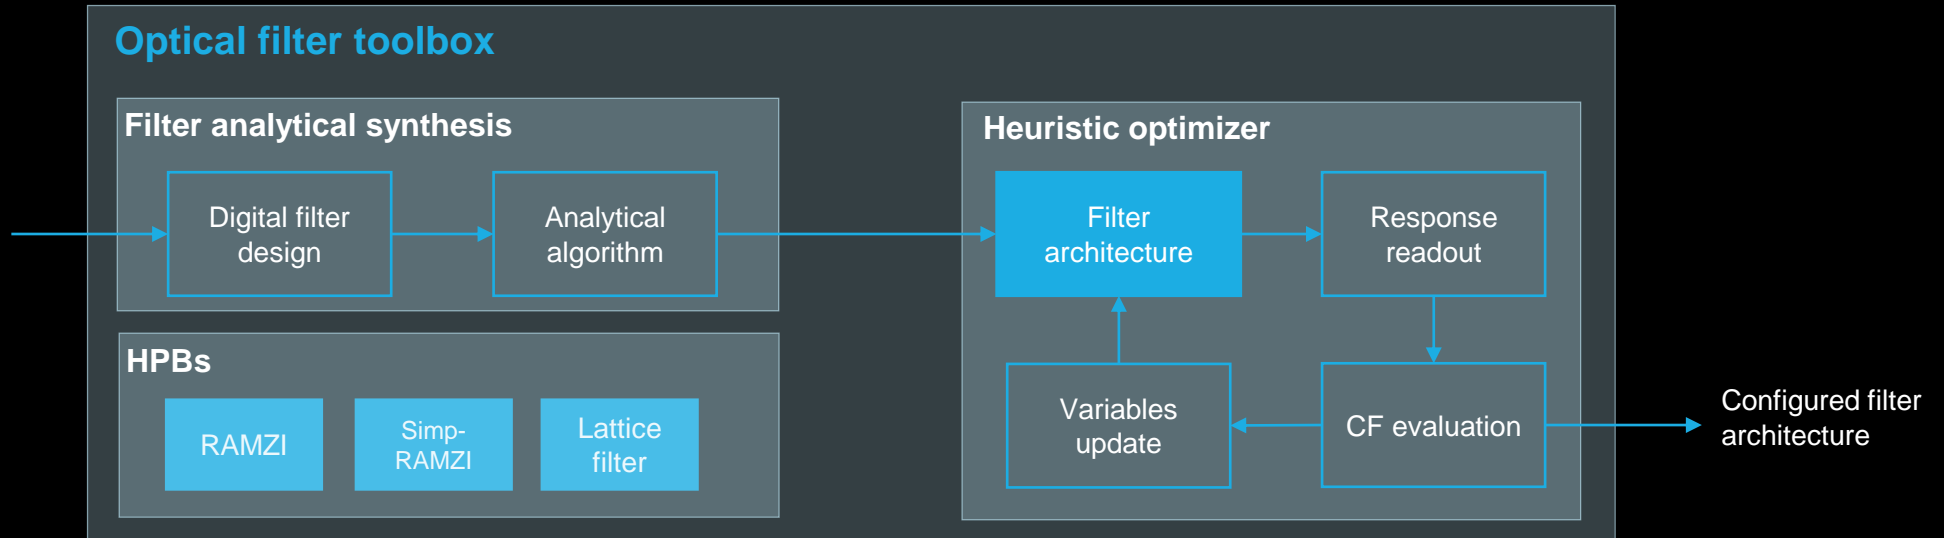 Optical filter toolbox
Filter analytical synthesis
Digital filter
design
Analytical
algorithm
HPBs
RAMZI
Simp-
RAMZI
Lattice
filter
Heuristic optimizer
Filter
architecture
Response
readout
Variables
update
CF evaluation
Configured filter
architecture